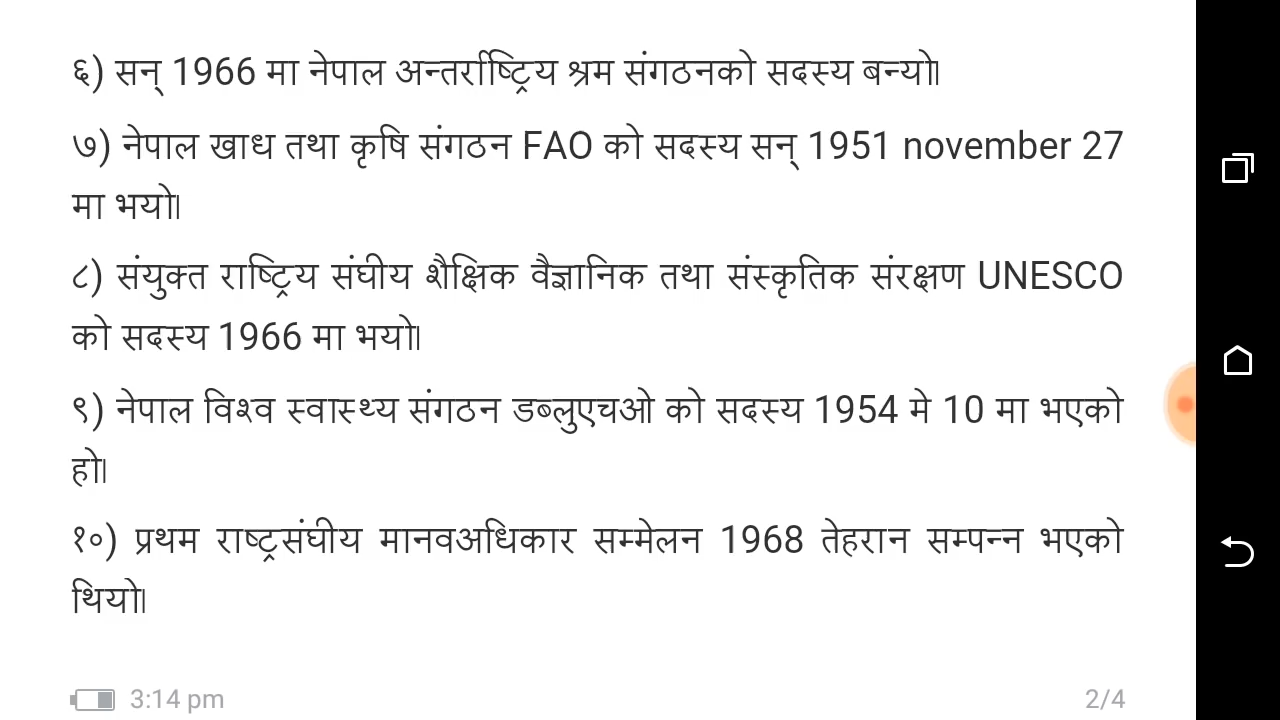 ६) सन् 1966 मा नेपाल अन्तर्राष्ट्रिय श्रम संगठनको सदस्य बन्यो।
७) नेपाल खाध तथा कृषि संगठन FAO को सदस्य सन् 1951 november 27
मा भयो।
८) संयुक्त राष्ट्रिय संघीय शैक्षिक वैज्ञानिक तथा संस्कृतिक संरक्षण UNESCO
को सदस्य 1966 मा भयो।
९) नेपाल विश्व स्वास्थ्य संगठन डब्लुएचओ को सदस्य 1954 मे 10 मा भएको
हो।
१०) प्रथम राष्ट्रसंघीय मानवअधिकार सम्मेलन 1968 तेहरान सम्पन्न भएको
थियो।
3:14 pm 2/4